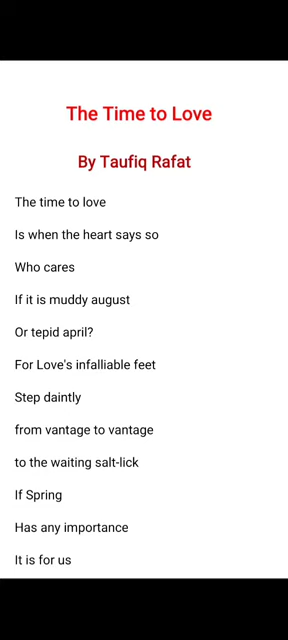 The Time to Love
By Taufiq Rafat
The time to love
Is when the heart says so
Who cares
If it is muddy august
Or tepid april?
For Love's infalliable feet
Step daintly
from vantage to vantage
to the waiting salt-lick
If Spring
Has any importance
It is for us